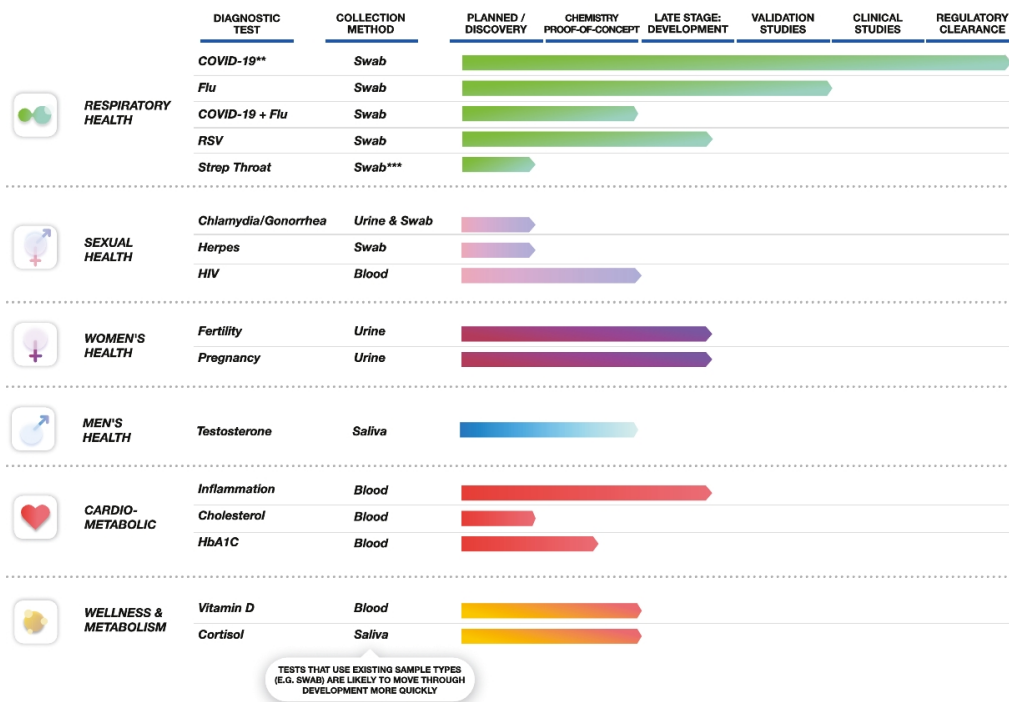 DIAGNOSTIC
TEST
COLLECTION
METHOD
PLANNED /
DISCOVERY
CHEMISTRY
PROOF-OF-CONCEPT
LATE STAGE:
DEVELOPMENT
VALIDATION
STUDIES
CLINICAL
STUDIES
REGULATORY
CLEARANCE
RESPIRATORY
HEALTH
COVID-19** Swab
Flu Swab
COVID-19 + Flu Swab
RSV Swab
Strep Throat Swab***
SEXUAL
HEALTH
Chlamydia/Gonorrhea Urine & Swab
Herpes Swab
HIV Blood
WOMEN'S
HEALTH
Fertility Urine
Pregnancy Urine
MEN'S
HEALTH
Testosterone Saliva
CARDIO-
METABOLIC
Inflammation Blood
Cholesterol Blood
HbA1C Blood
WELLNESS &
METABOLISM
Vitamin D Blood
Cortisol Saliva
TESTS THAT USE EXISTING SAMPLE TYPES
(E.G. SWAB) ARE LIKELY TO MOVE THROUGH
DEVELOPMENT MORE QUICKLY